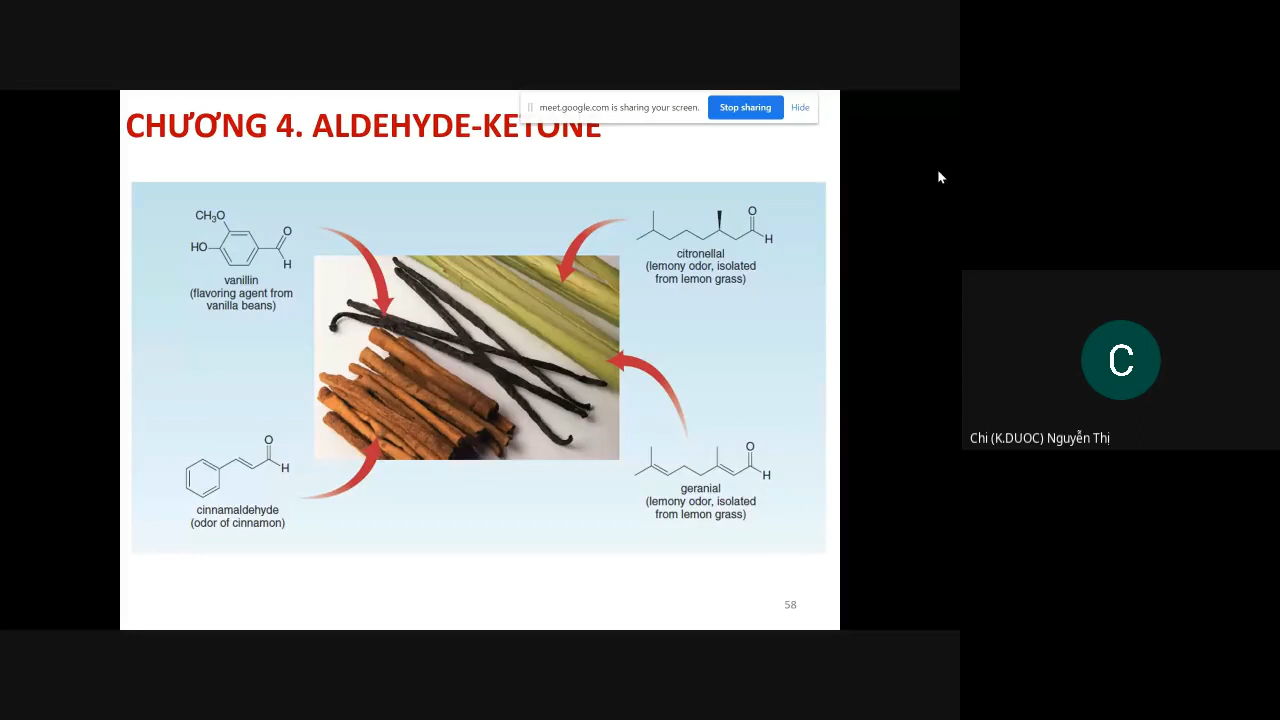 meet.google.com is sharing your screen.
Stop sharing
Hide
CHƯƠNG 4. ALDEHYDE-KETONE
CH₃O
HO
O
H
vanillin
(flavoring agent from
vanilla beans)
O
H
citronellal
(lemony odor, isolated
from lemon grass)
O
H
cinnamaldehyde
(odor of cinnamon)
O
H
geranial
(lemony odor, isolated
from lemon grass)
58
C
Chi (K.DUOC) Nguyễn Thị